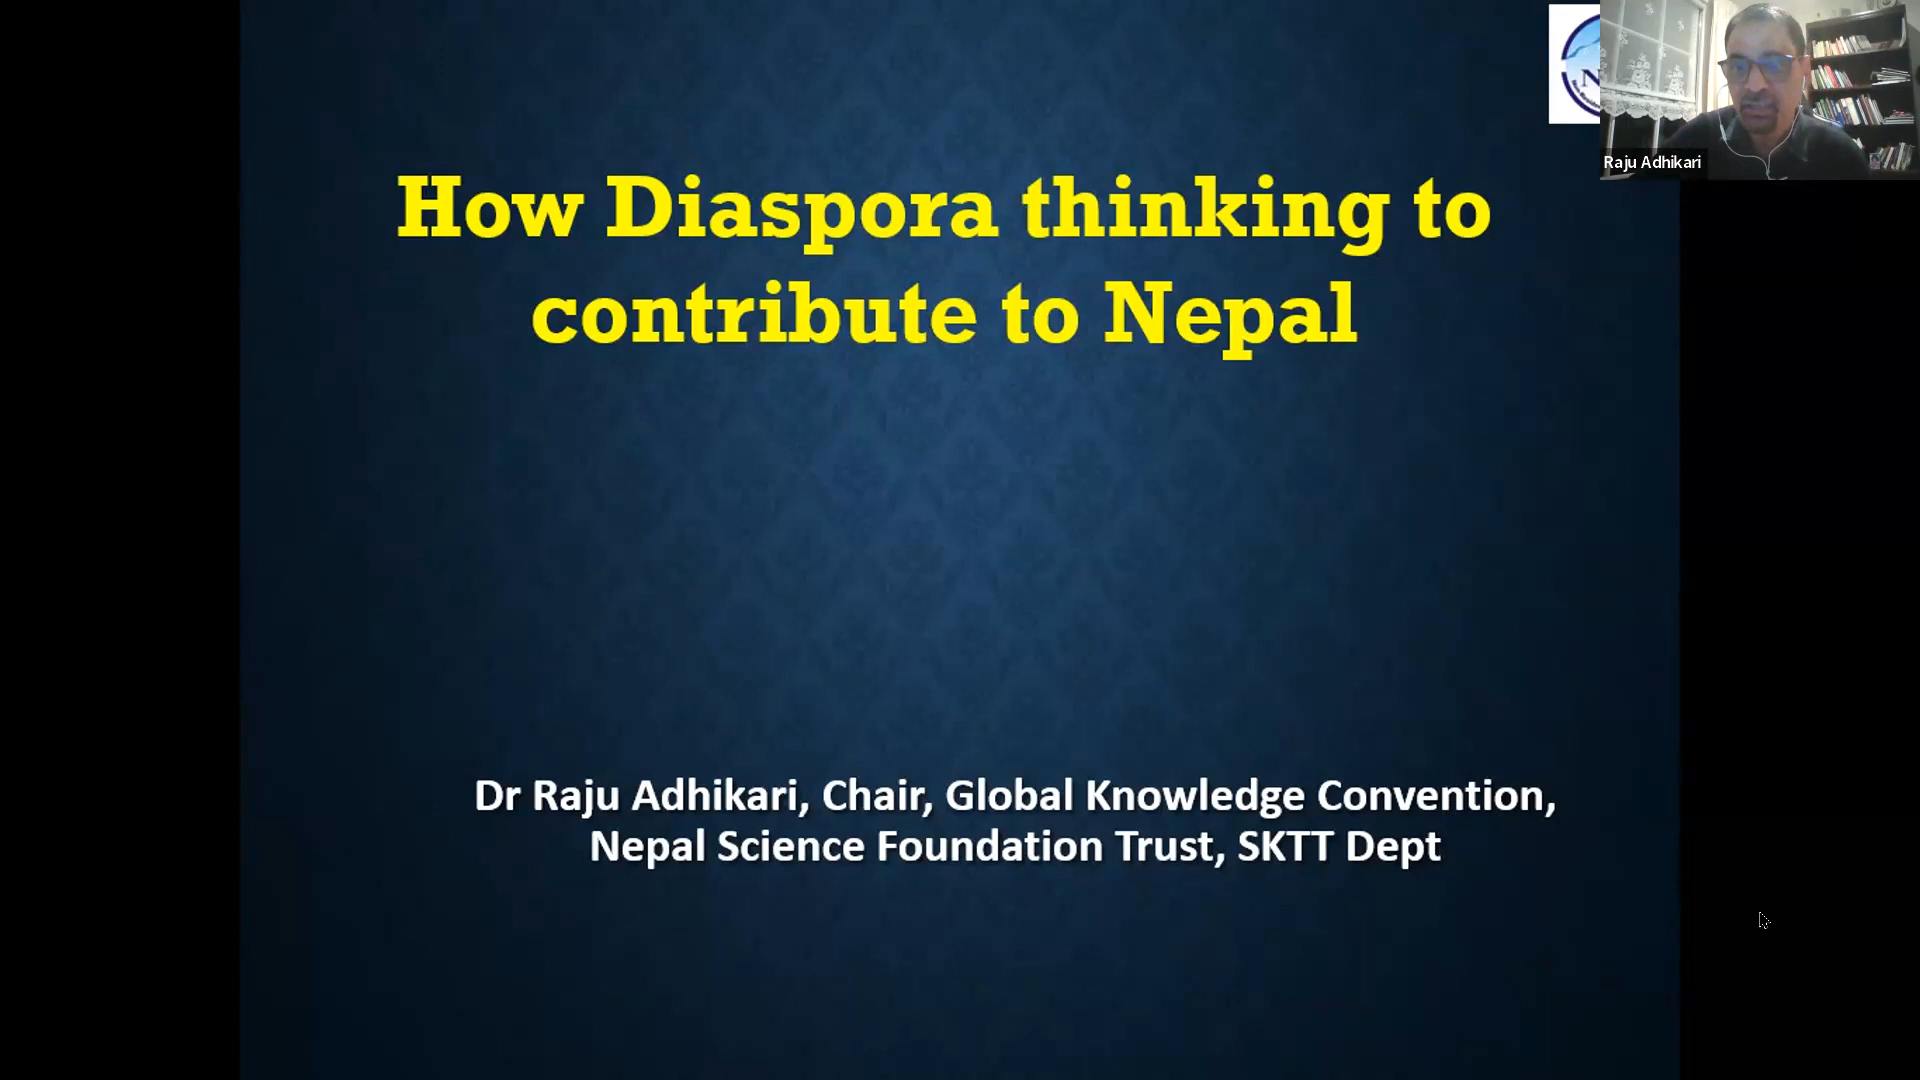 How Diaspora thinking to
contribute to Nepal
Raju Adhikari
Dr Raju Adhikari, Chair, Global Knowledge Convention,
Nepal Science Foundation Trust, SKTT Dept